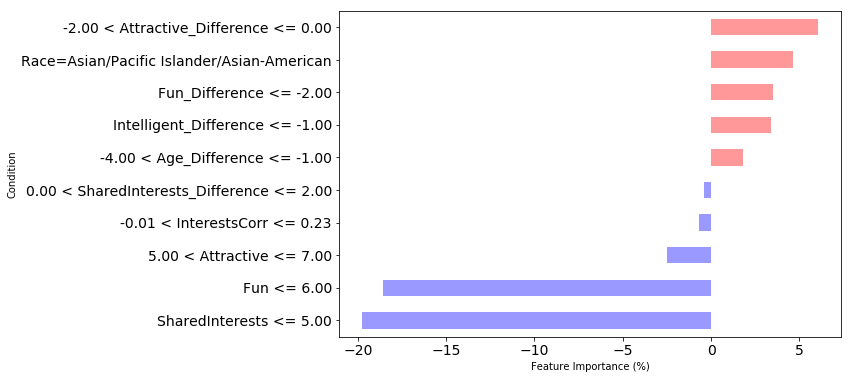 -2.00 < Attractive_Difference <= 0.00
Race=Asian/Pacific Islander/Asian-American
Fun_Difference <= -2.00
Intelligent_Difference <= -1.00
-4.00 < Age_Difference <= -1.00
0.00 < SharedInterests_Difference <= 2.00
-0.01 < InterestsCorr <= 0.23
5.00 < Attractive <= 7.00
Fun <= 6.00
SharedInterests <= 5.00
Condition
−20 −15 −10 −5 0 5
Feature Importance (%)